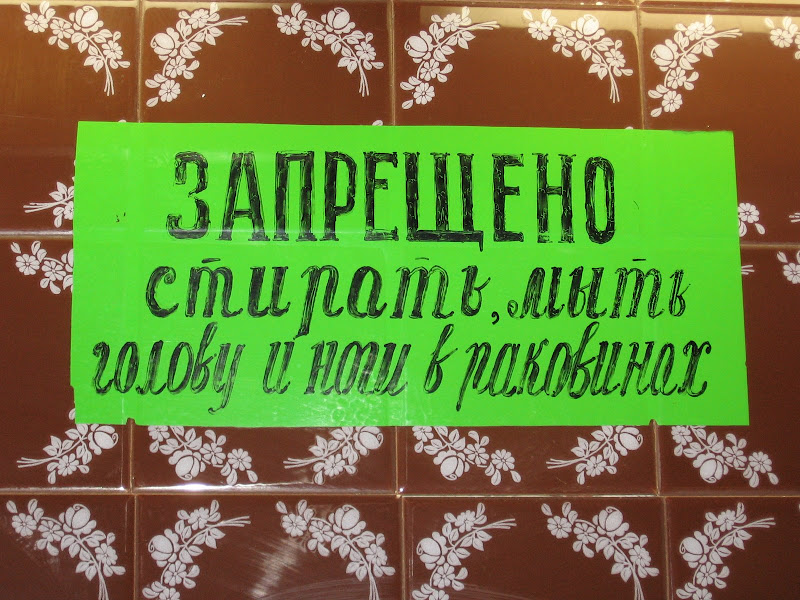 ЗАПРЕЩЕНО
стирать, мыть
голову и ноги в раковинах